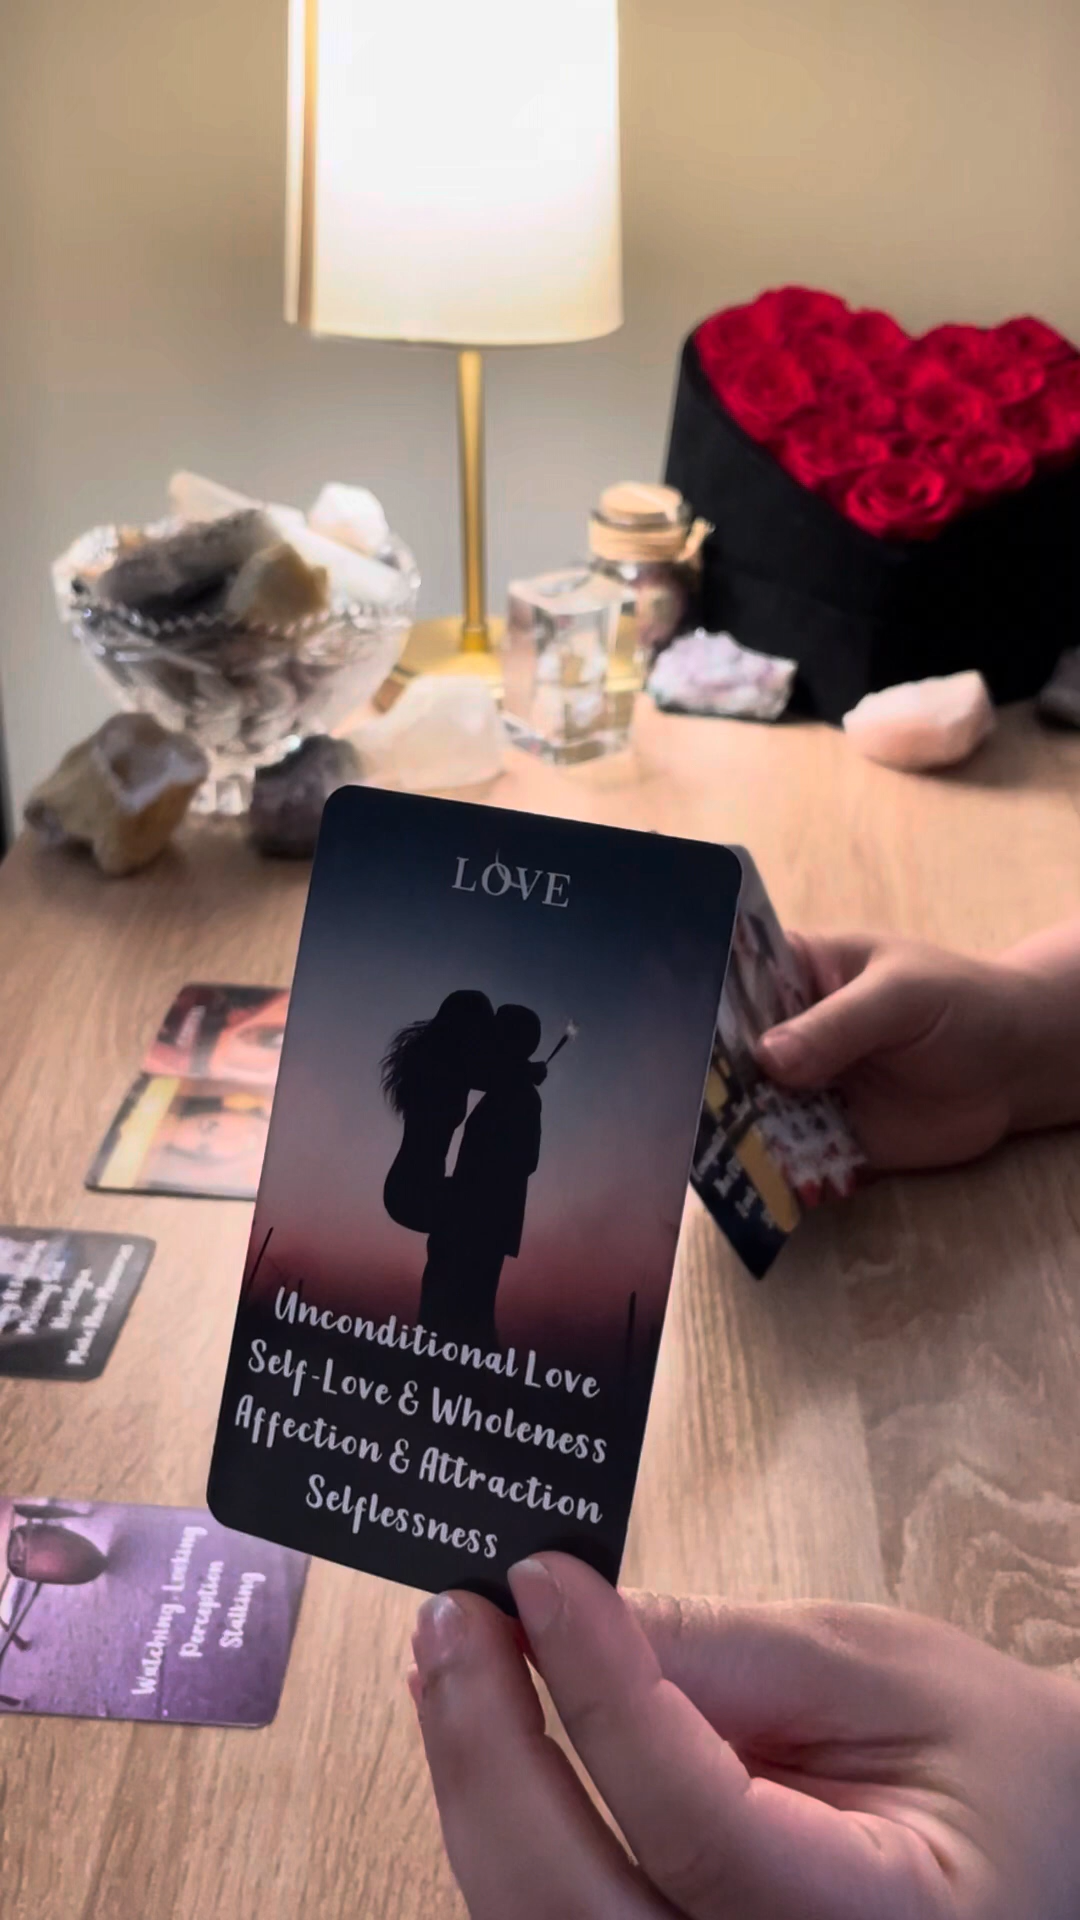 LOVE
Unconditional Love
Self-Love & Wholeness
Affection & Attraction
Selflessness
Watching, Looking
Perception
Stalking